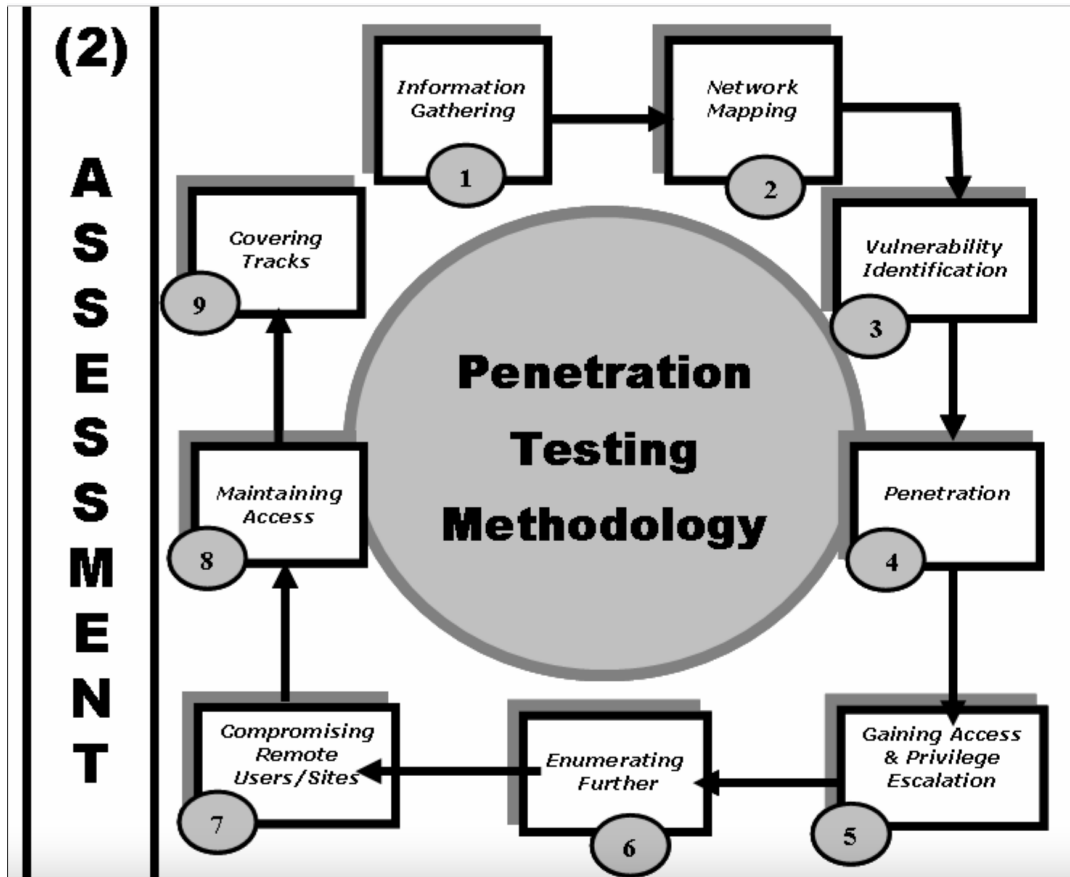 (2)
A
S
S
E
S
S
M
E
N
T
Information
Gathering
1
Network
Mapping
2
Vulnerability
Identification
3
Penetration
4
Gaining Access
& Privilege
Escalation
5
Enumerating
Further
6
Compromising
Remote
Users/Sites
7
Maintaining
Access
8
Covering
Tracks
9
Penetration
Testing
Methodology